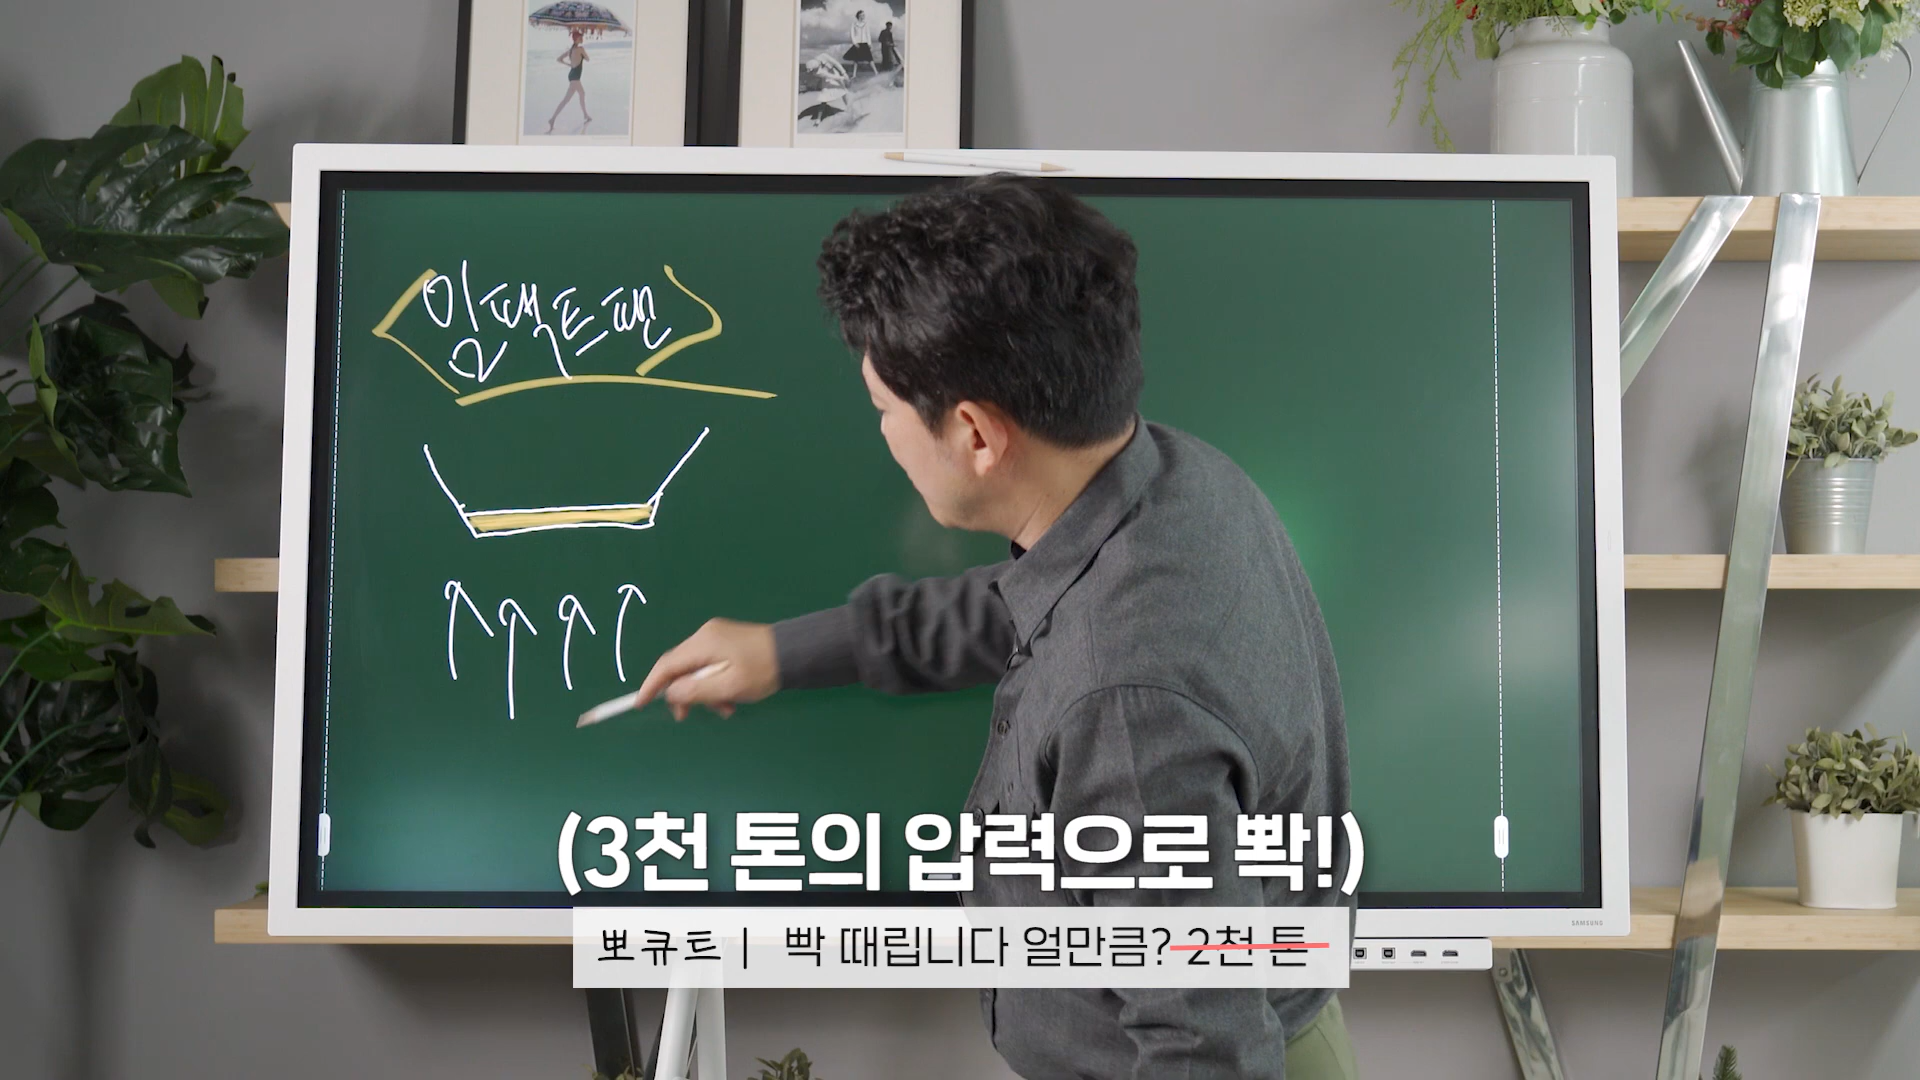 임팩트팬
SAMSUNG
(3천 톤의 압력으로 뽝!)
뽀큐트 | 빡 때립니다 얼만큼? 2천 톤